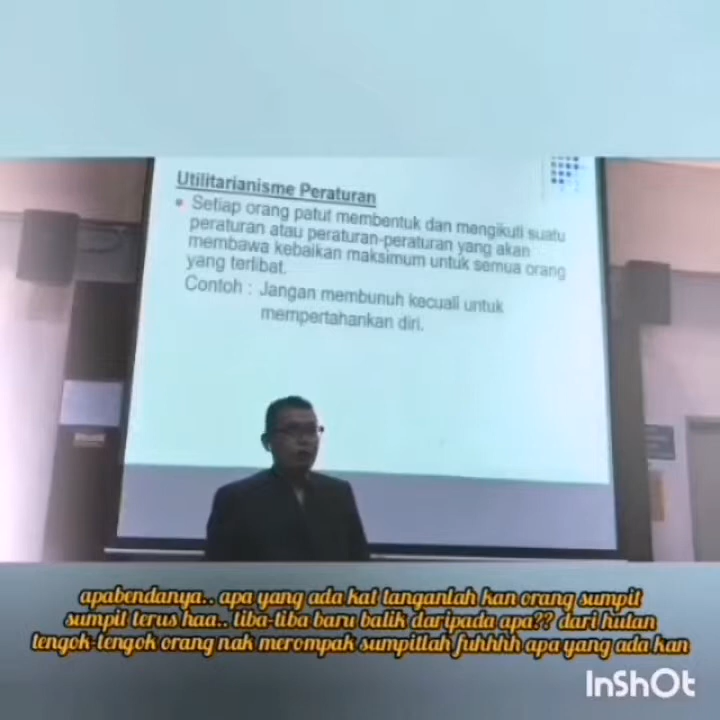 Utilitarianisme Peraturan
Setiap orang patut membentuk dan mengikuti suatu
peraturan atau peraturan-peraturan yang akan
membawa kebaikan maksimum untuk semua orang
yang terlibat.
Contoh : Jangan membunuh kecuali untuk
mempertahankan diri.
apabendanya.. apa yang ada kat tanganlah kan orang sumpit
sumpit terus haa.. tiba-tiba baru balik daripada apa?? dari hutan
tengok-tengok orang nak merompak sumpitlah fuhhhh apa yang ada kan
InShOt